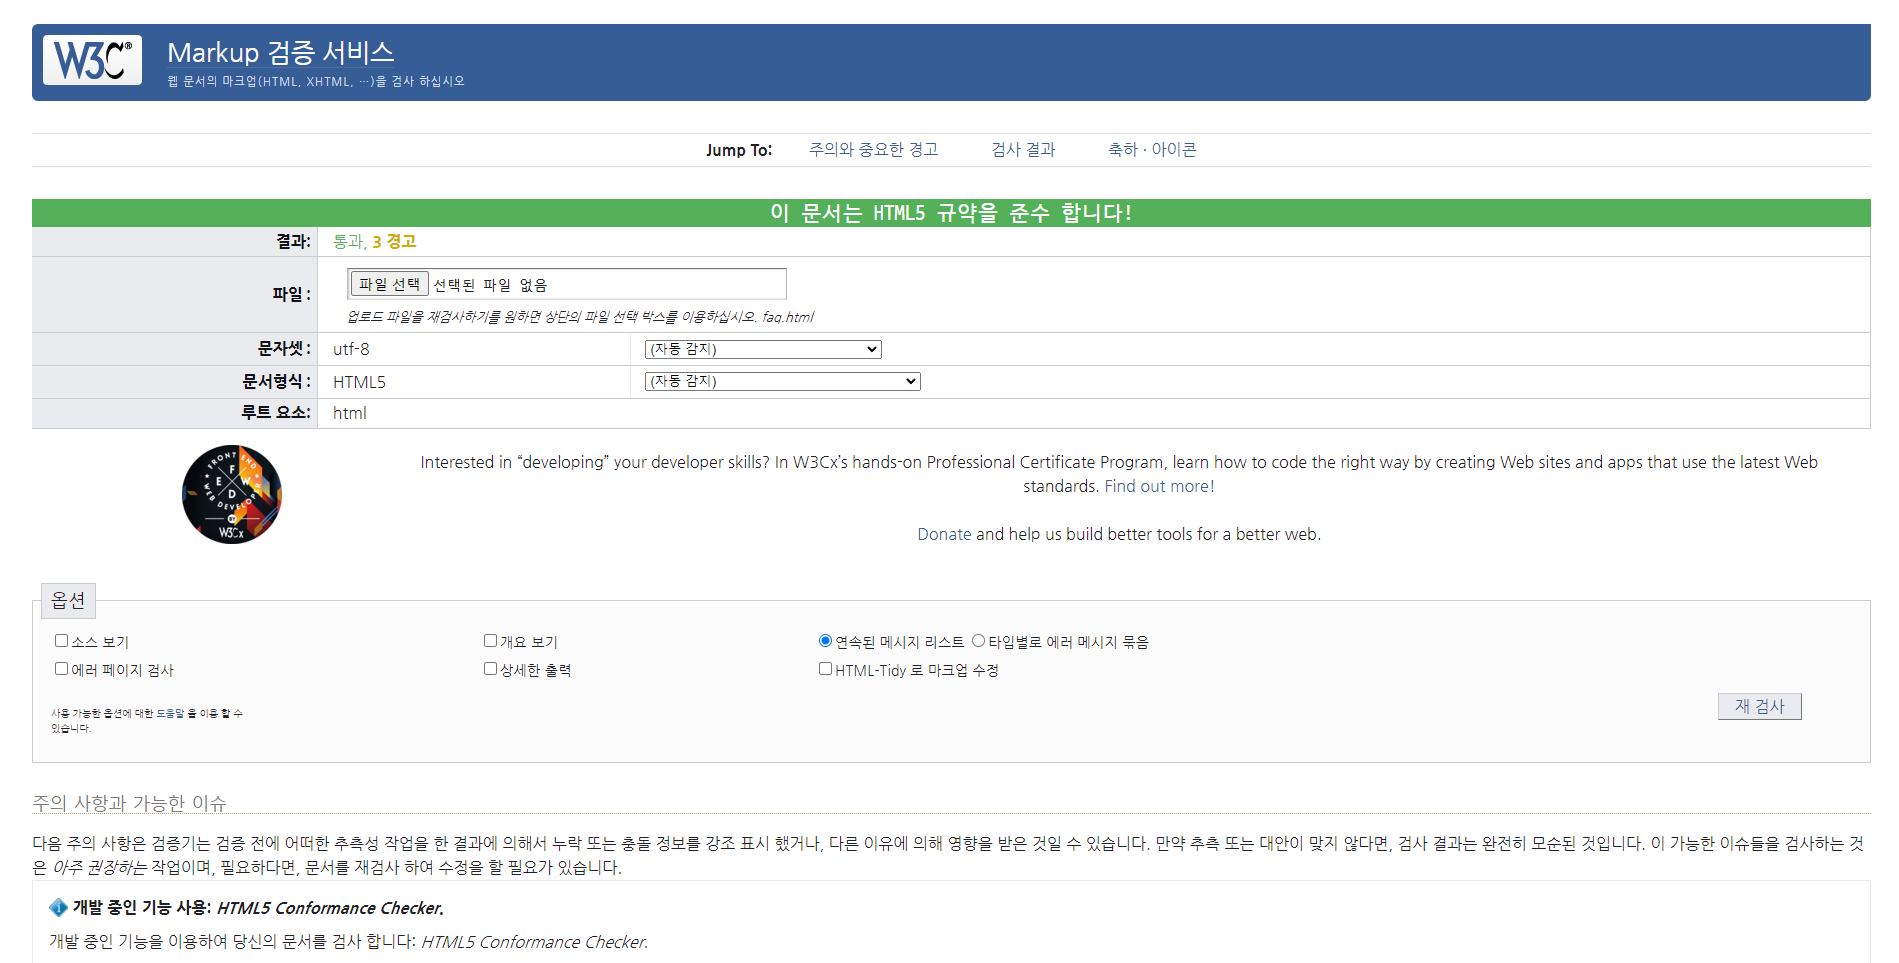 W3C®
Markup 검증 서비스
웹 문서의 마크업(HTML, XHTML, …)을 검사 하십시오
Jump To: 주의와 중요한 경고 검사 결과 축하 · 아이콘
이 문서는 HTML5 규약을 준수 합니다!
결과: 통과, 3 경고
파일 : 파일 선택 선택된 파일 없음
업로드 파일을 재검사하기를 원하면 상단의 파일 선택 박스를 이용하십시오. faq.html
문자셋 : utf-8 (자동 감지)
문서형식 : HTML5 (자동 감지)
루트 요소: html
FRONT END
F
E W
D
WEB DEVELOPER
BY
W3Cx
Interested in “developing” your developer skills? In W3Cx’s hands-on Professional Certificate Program, learn how to code the right way by creating Web sites and apps that use the latest Web
standards. Find out more!
Donate and help us build better tools for a better web.
옵션
소스 보기 개요 보기 연속된 메시지 리스트 타입별로 에러 메시지 묶음
에러 페이지 검사 상세한 출력 HTML-Tidy 로 마크업 수정
사용 가능한 옵션에 대한 도움말 을 이용 할 수
있습니다.
재 검사
주의 사항과 가능한 이슈
다음 주의 사항은 검증기는 검증 전에 어떠한 추측성 작업을 한 결과에 의해서 누락 또는 충돌 정보를 강조 표시 했거나, 다른 이유에 의해 영향을 받은 것일 수 있습니다. 만약 추측 또는 대안이 맞지 않다면, 검사 결과는 완전히 모순된 것입니다. 이 가능한 이슈들을 검사하는 것
은 아주 권장하는 작업이며, 필요하다면, 문서를 재검사 하여 수정을 할 필요가 있습니다.
개발 중인 기능 사용: HTML5 Conformance Checker.
개발 중인 기능을 이용하여 당신의 문서를 검사 합니다: HTML5 Conformance Checker.